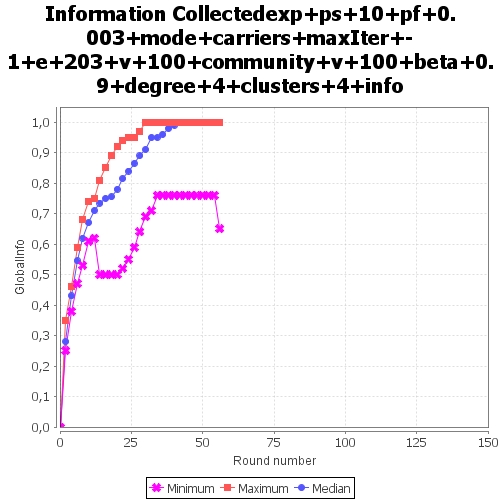 Information Collectedexp+ps+10+pf+0.
003+mode+carriers+maxIter+-
1+e+203+v+100+community+v+100+beta+0.
9+degree+4+clusters+4+info
1,0
0,9
0,8
0,7
0,6
0,5
0,4
0,3
0,2
0,1
0,0
GlobalInfo
0 25 50 75 100 125 150
Round number
Minimum Maximum Median